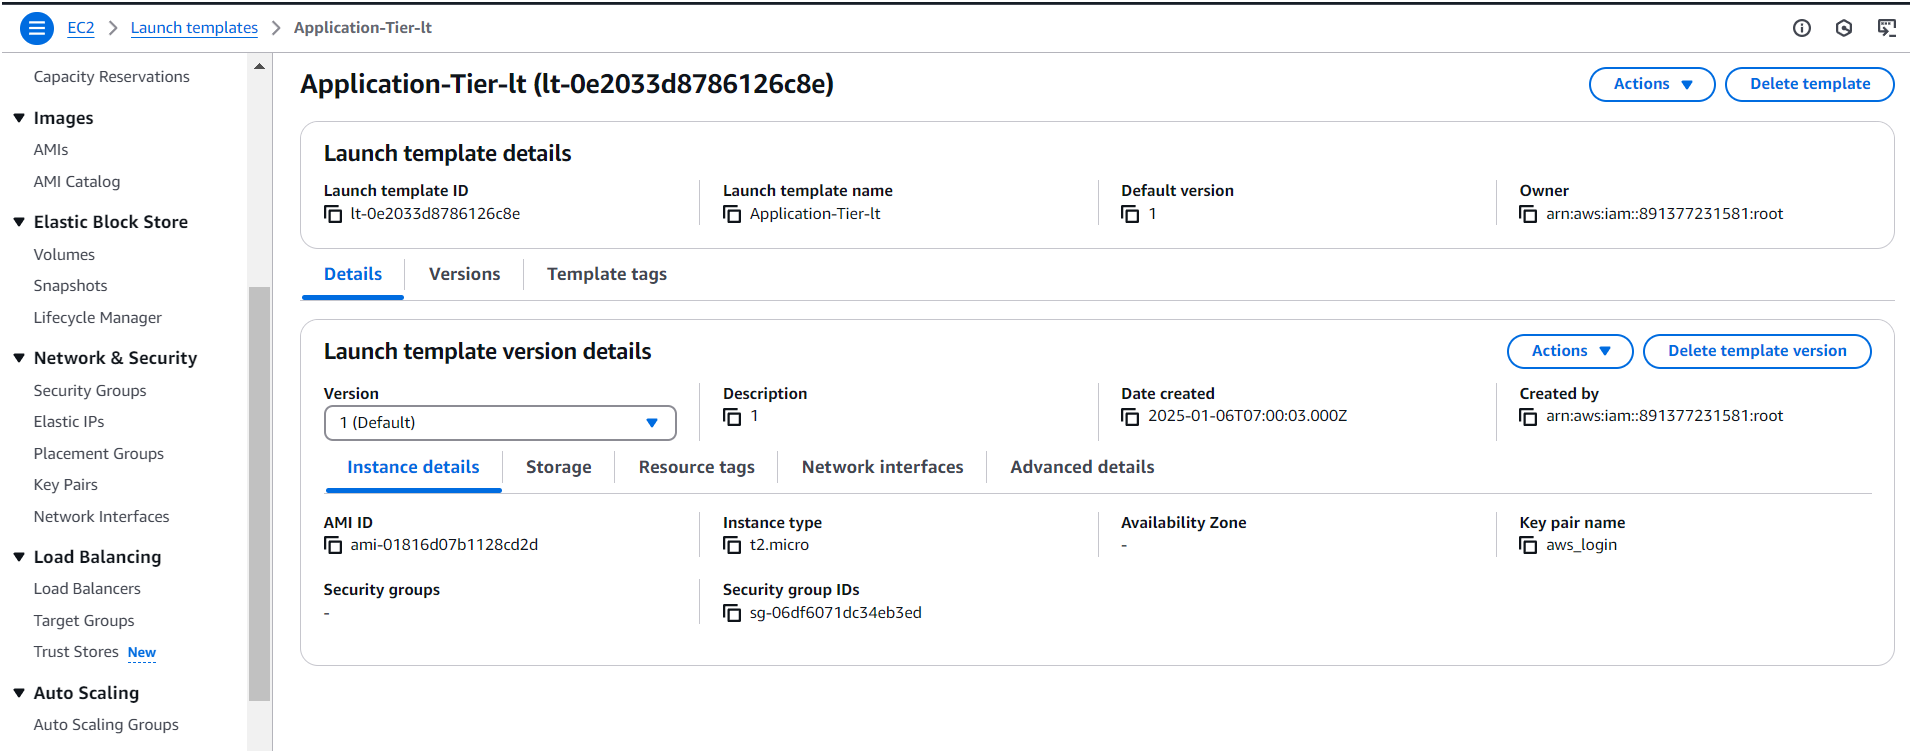 EC2 > Launch templates > Application-Tier-lt
Capacity Reservations
Images
AMIs
AMI Catalog
Elastic Block Store
Volumes
Snapshots
Lifecycle Manager
Network & Security
Security Groups
Elastic IPs
Placement Groups
Key Pairs
Network Interfaces
Load Balancing
Load Balancers
Target Groups
Trust Stores New
Auto Scaling
Auto Scaling Groups
Application-Tier-lt (lt-0e2033d8786126c8e)
Actions
Delete template
Launch template details
Launch template ID
lt-0e2033d8786126c8e
Launch template name
Application-Tier-lt
Default version
1
Owner
arn:aws:iam::891377231581:root
Details
Versions
Template tags
Launch template version details
Actions
Delete template version
Version
1 (Default)
Description
1
Date created
2025-01-06T07:00:03.000Z
Created by
arn:aws:iam::891377231581:root
Instance details
Storage
Resource tags
Network interfaces
Advanced details
AMI ID
ami-01816d07b1128cd2d
Instance type
t2.micro
Availability Zone
-
Key pair name
aws_login
Security groups
-
Security group IDs
sg-06df6071dc34eb3ed